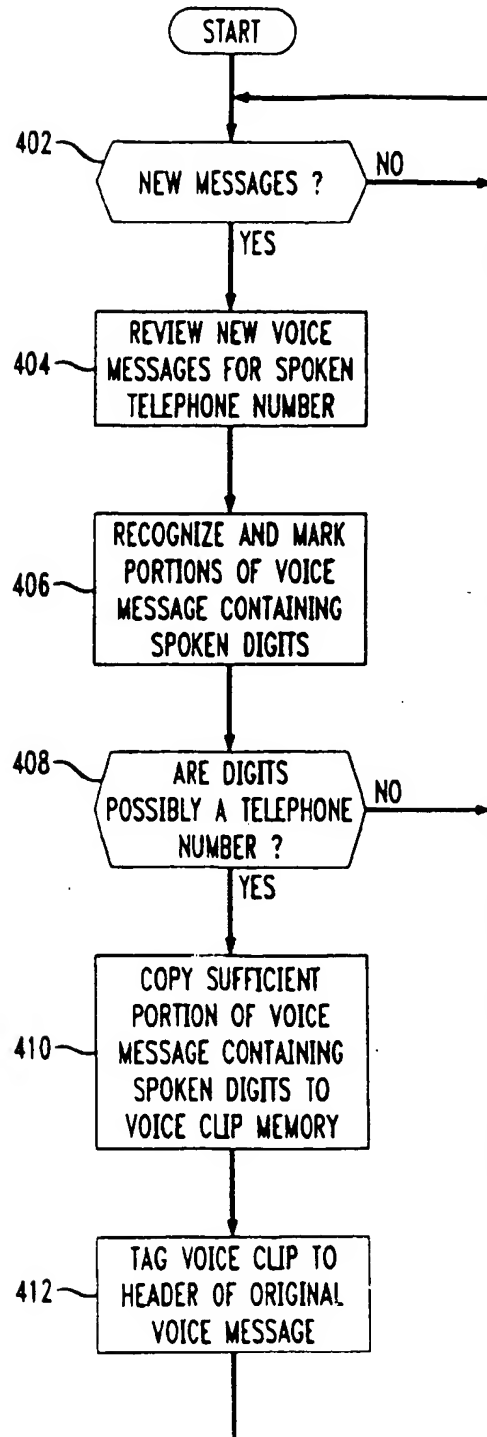 START
402
NEW MESSAGES ?
NO
YES
404
REVIEW NEW VOICE
MESSAGES FOR SPOKEN
TELEPHONE NUMBER
406
RECOGNIZE AND MARK
PORTIONS OF VOICE
MESSAGE CONTAINING
SPOKEN DIGITS
408
ARE DIGITS
POSSIBLY A TELEPHONE
NUMBER ?
NO
YES
410
COPY SUFFICIENT
PORTION OF VOICE
MESSAGE CONTAINING
SPOKEN DIGITS TO
VOICE CLIP MEMORY
412
TAG VOICE CLIP TO
HEADER OF ORIGINAL
VOICE MESSAGE